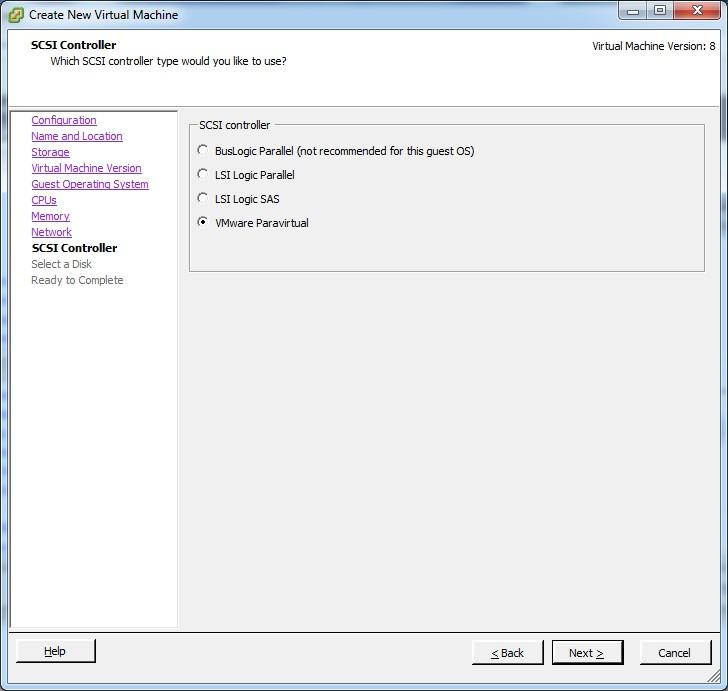 Create New Virtual Machine
SCSI Controller
Which SCSI controller type would you like to use?
Virtual Machine Version: 8
Configuration
Name and Location
Storage
Virtual Machine Version
Guest Operating System
CPUs
Memory
Network
SCSI Controller
Select a Disk
Ready to Complete
SCSI controller
BusLogic Parallel (not recommended for this guest OS)
LSI Logic Parallel
LSI Logic SAS
VMware Paravirtual
Help
< Back
Next >
Cancel